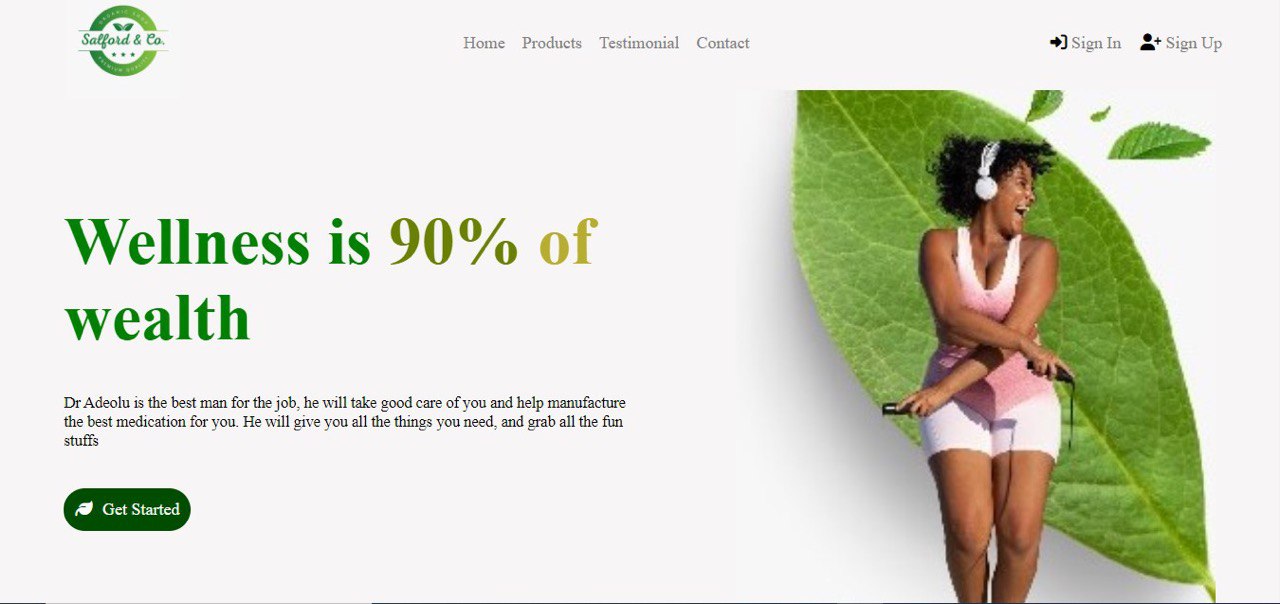 ORGANIC SHOP
Salford & Co.
PREMIUM QUALITY
Home Products Testimonial Contact
Sign In Sign Up
Wellness is 90% of
wealth
Dr Adeolu is the best man for the job, he will take good care of you and help manufacture
the best medication for you. He will give you all the things you need, and grab all the fun
stuffs
Get Started